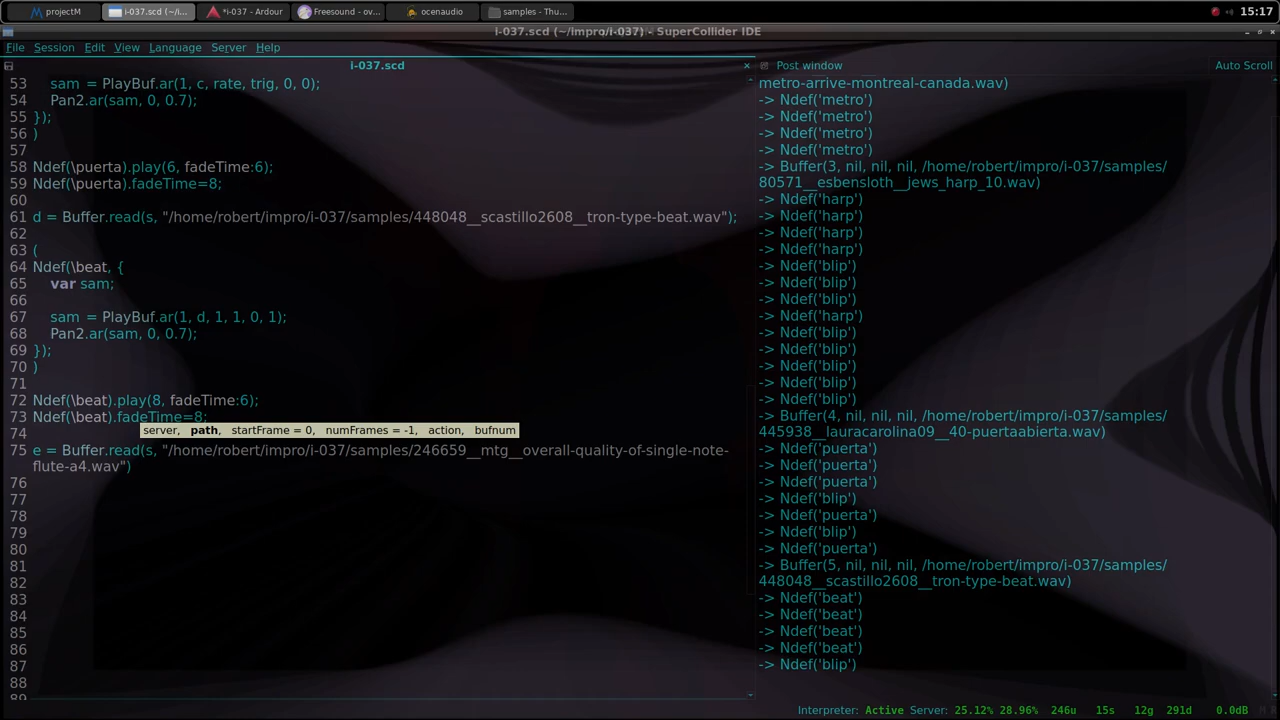 projectM
i-037.scd (~/i...
*i-037 - Ardour
Freesound - ov...
ocenaudio
samples - Thu...
15:17
i-037.scd (~/impro/i-037) - SuperCollider IDE
File Session Edit View Language Server Help
i-037.scd
Post window
Auto Scroll
53 sam = PlayBuf.ar(1, c, rate, trig, 0, 0);
54 Pan2.ar(sam, 0, 0.7);
55 });
56 )
57
58 Ndef(\puerta).play(6, fadeTime:6);
59 Ndef(\puerta).fadeTime=8;
60
61 d = Buffer.read(s, "/home/robert/impro/i-037/samples/448048__scastillo2608__tron-type-beat.wav");
62
63 (
64 Ndef(\beat, {
65 var sam;
66
67 sam = PlayBuf.ar(1, d, 1, 1, 0, 1);
68 Pan2.ar(sam, 0, 0.7);
69 });
70 )
71
72 Ndef(\beat).play(8, fadeTime:6);
73 Ndef(\beat).fadeTime=8;
server, path, startFrame = 0, numFrames = -1, action, bufnum
74
75 e = Buffer.read(s, "/home/robert/impro/i-037/samples/246659__mtg__overall-quality-of-single-note-
flute-a4.wav")
76
77
78
79
80
81
82
83
84
85
86
87
88
89
metro-arrive-montreal-canada.wav)
-> Ndef('metro')
-> Ndef('metro')
-> Ndef('metro')
-> Ndef('metro')
-> Buffer(3, nil, nil, nil, /home/robert/impro/i-037/samples/
80571__esbensloth__jews_harp_10.wav)
-> Ndef('harp')
-> Ndef('harp')
-> Ndef('harp')
-> Ndef('harp')
-> Ndef('blip')
-> Ndef('blip')
-> Ndef('blip')
-> Ndef('harp')
-> Ndef('blip')
-> Ndef('blip')
-> Ndef('blip')
-> Ndef('blip')
-> Ndef('blip')
-> Buffer(4, nil, nil, nil, /home/robert/impro/i-037/samples/
445938__lauracarolina09__40-puertaabierta.wav)
-> Ndef('puerta')
-> Ndef('puerta')
-> Ndef('puerta')
-> Ndef('blip')
-> Ndef('puerta')
-> Ndef('blip')
-> Ndef('puerta')
-> Buffer(5, nil, nil, nil, /home/robert/impro/i-037/samples/
448048__scastillo2608__tron-type-beat.wav)
-> Ndef('beat')
-> Ndef('beat')
-> Ndef('beat')
-> Ndef('beat')
-> Ndef('blip')
Interpreter: Active Server: 25.12% 28.96% 246u 15s 12g 291d 0.0dB